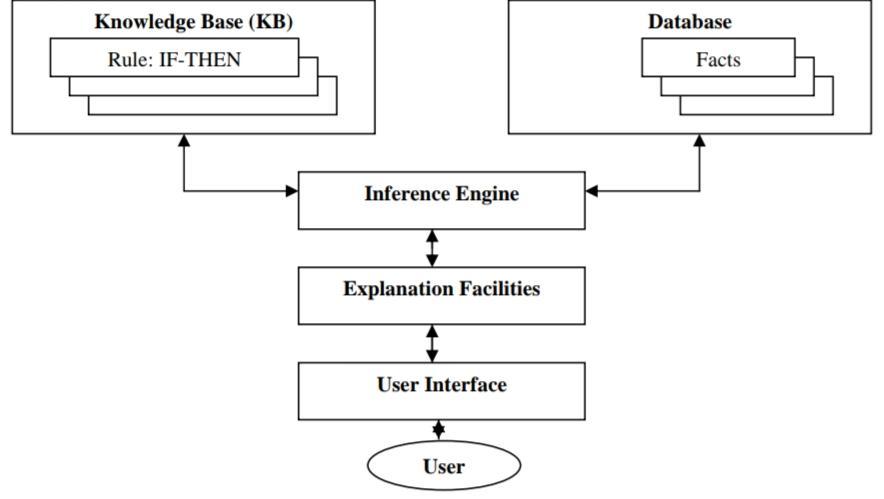 Knowledge Base (KB)
Rule: IF-THEN
Database
Facts
Inference Engine
Explanation Facilities
User Interface
User